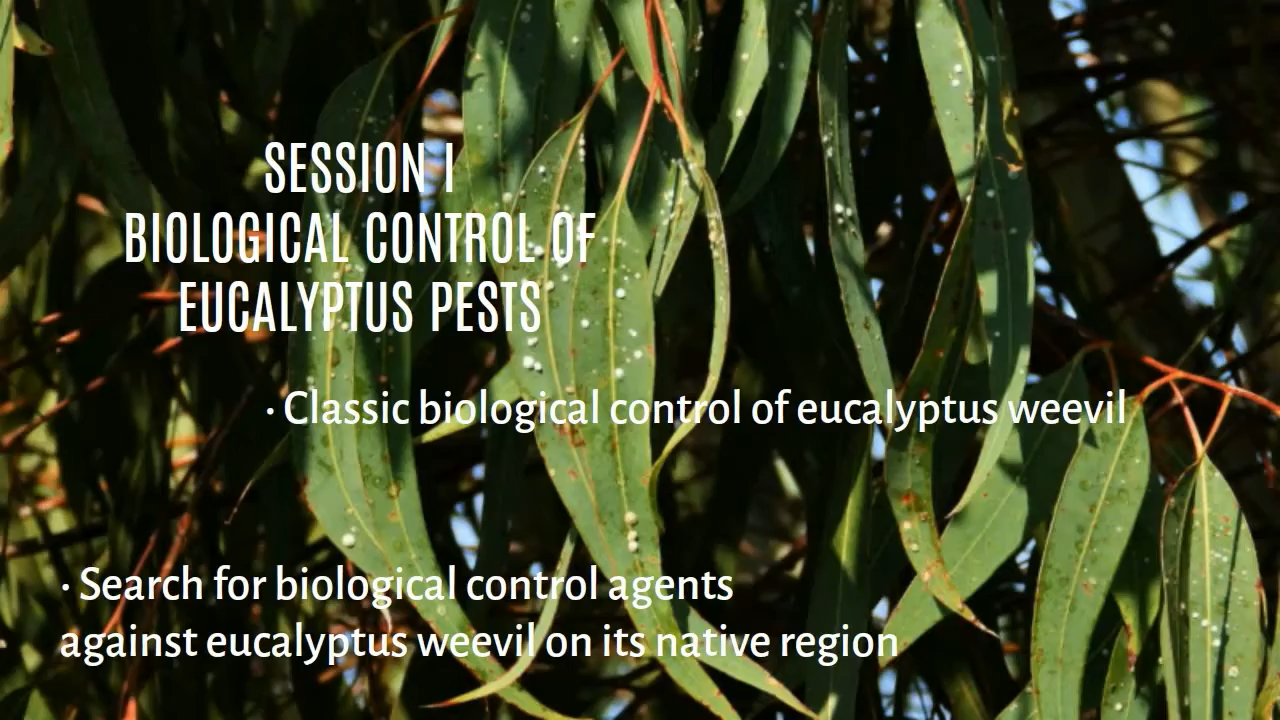 SESSION I
BIOLOGICAL CONTROL OF
EUCALYPTUS PESTS
· Classic biological control of eucalyptus weevil
· Search for biological control agents
against eucalyptus weevil on its native region